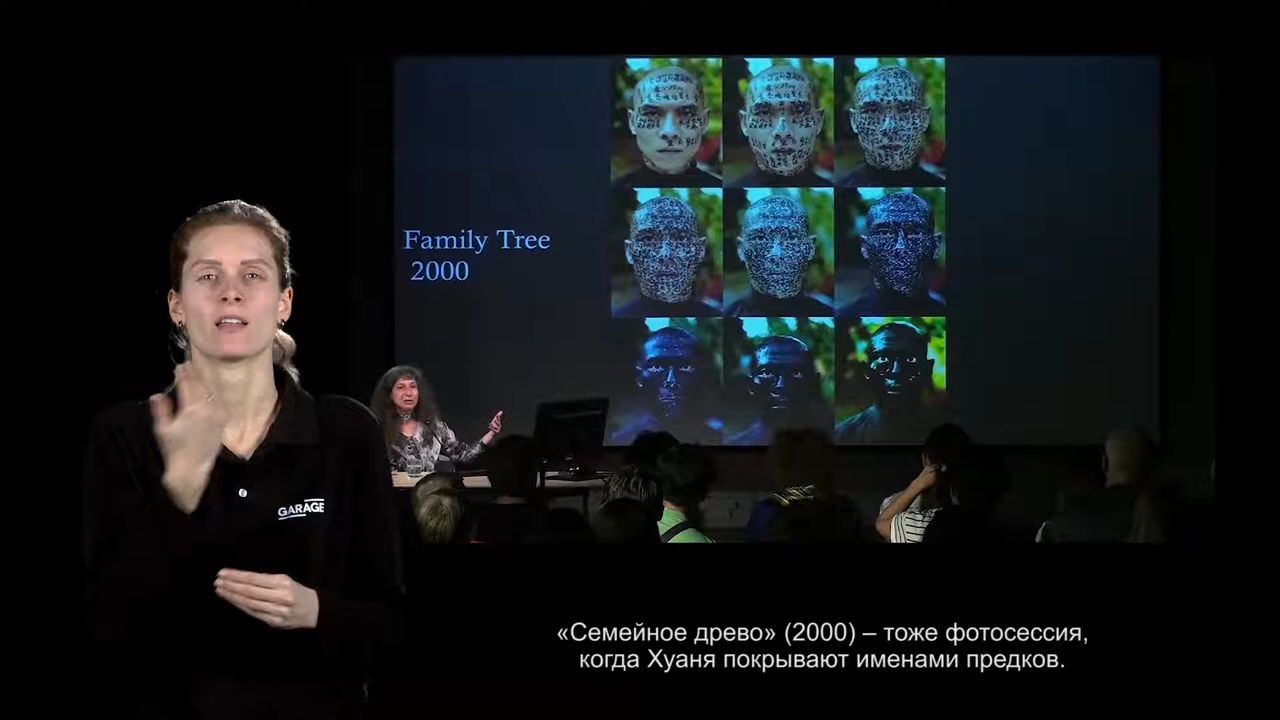 Family Tree
2000
GARAGE
«Семейное древо» (2000) – тоже фотосессия,
когда Хуаня покрывают именами предков.